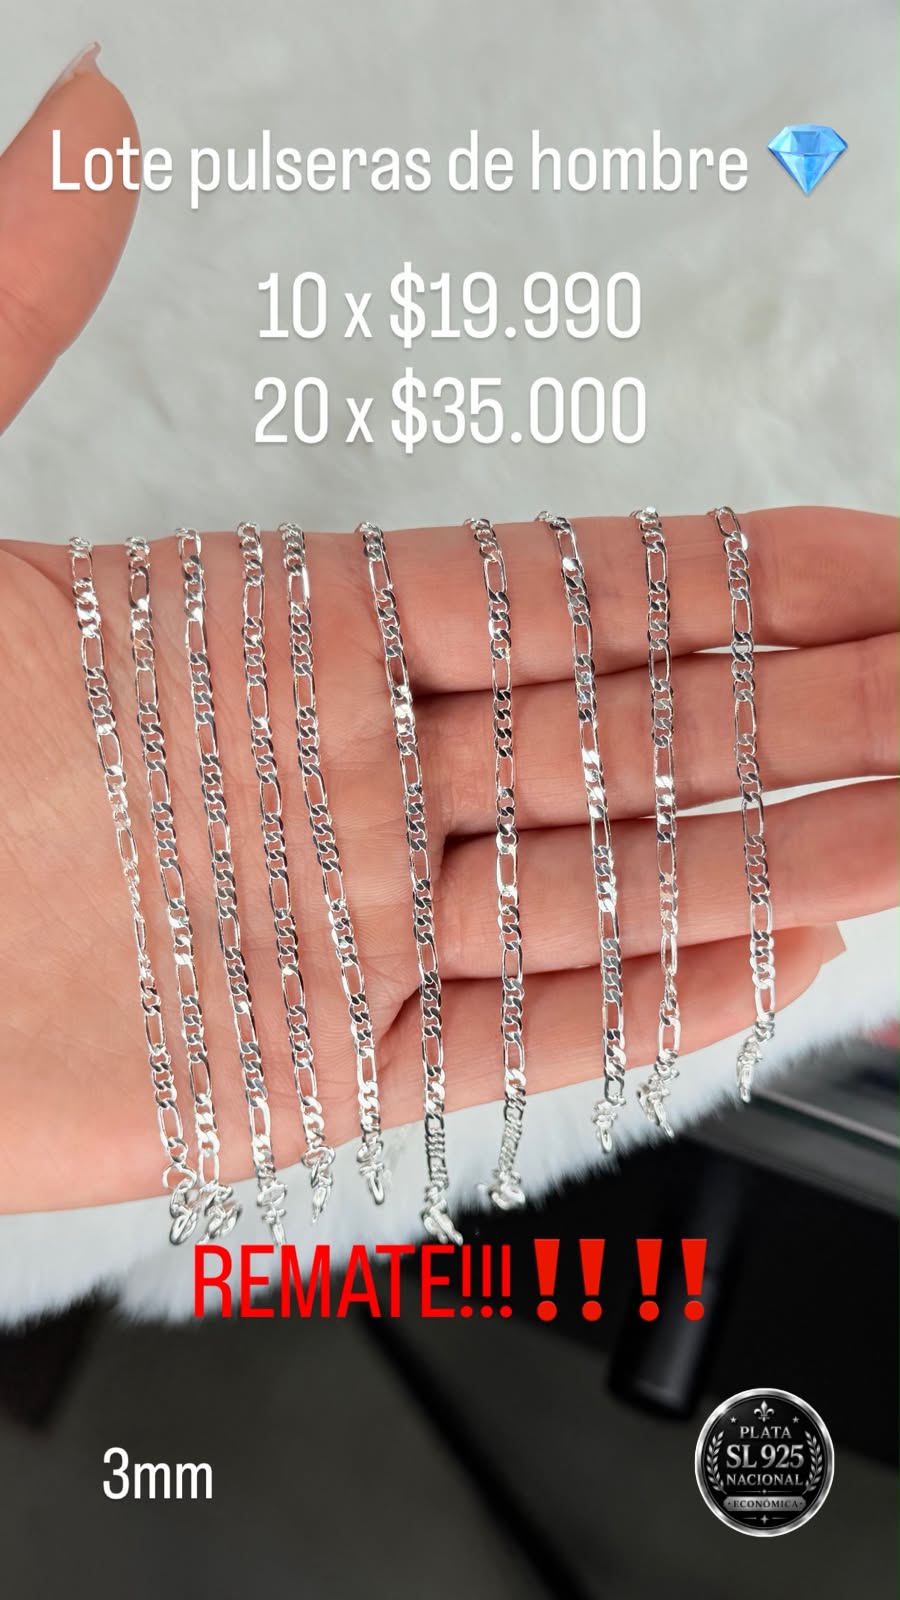 Lote pulseras de hombre 💎
10 x $19.990
20 x $35.000
REMATE!!!‼️‼️
3mm
PLATA
SL 925
NACIONAL
·ECONÓMICA·